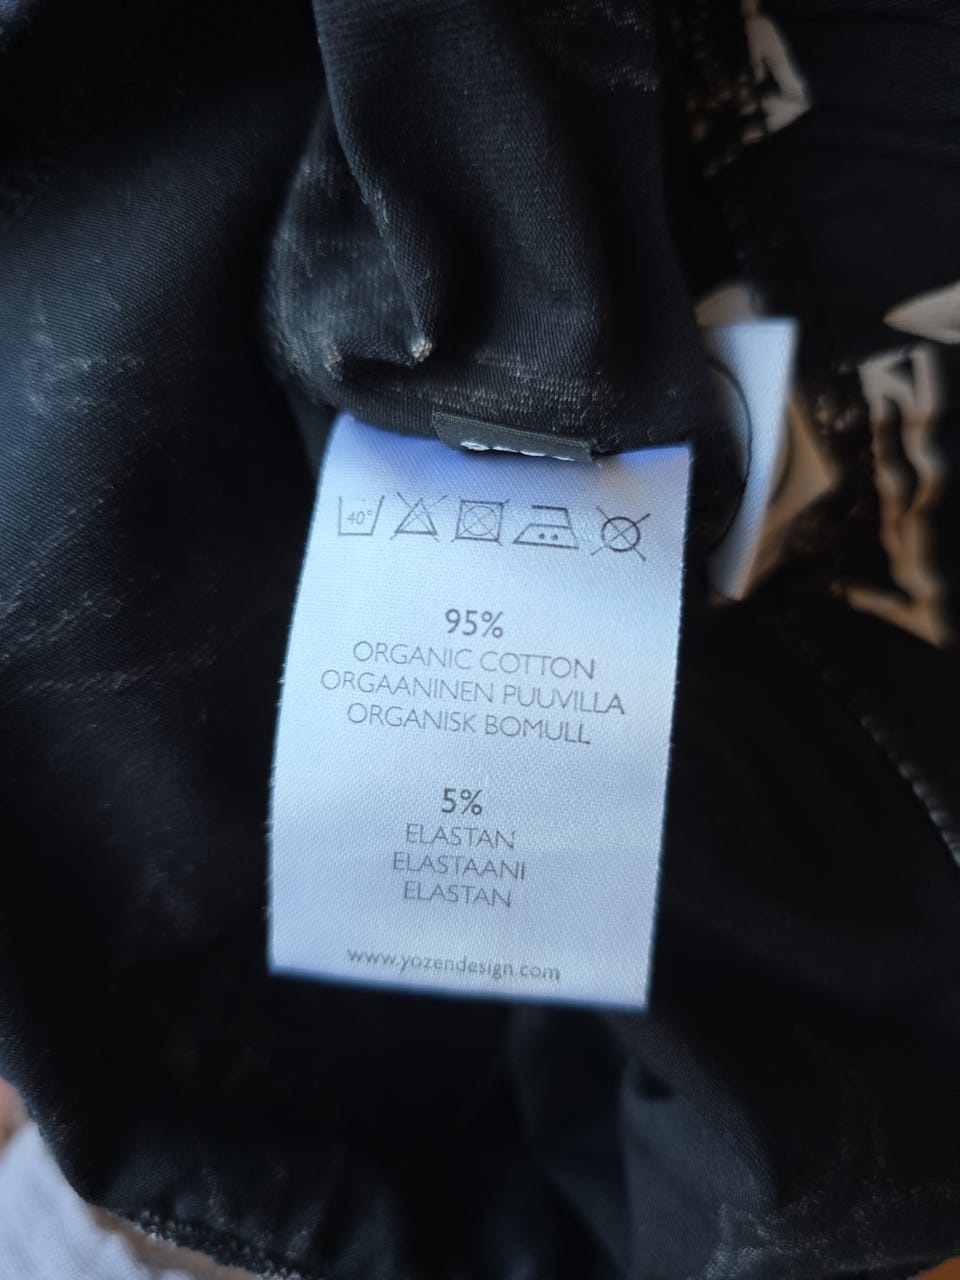 40°
95%
ORGANIC COTTON
ORGAANINEN PUUVILLA
ORGANISK BOMULL
5%
ELASTAN
ELASTAANI
ELASTAN
www.yozendesign.com